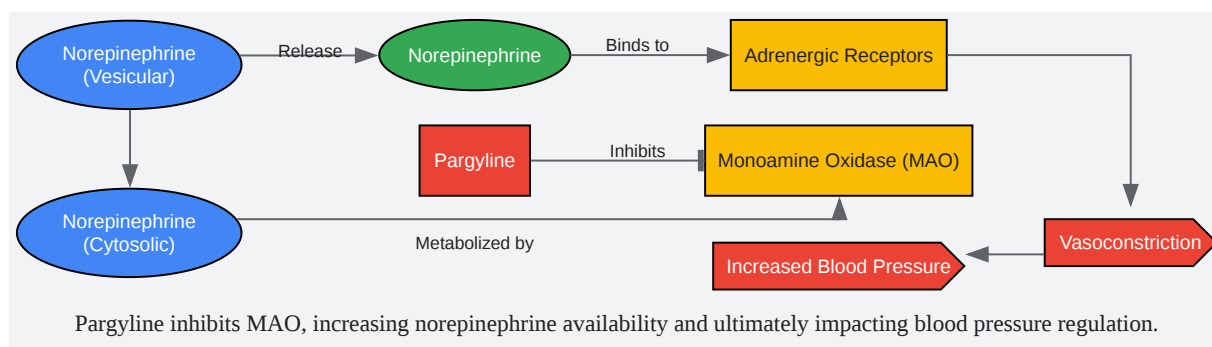 Norepinephrine
(Vesicular)
Release
Norepinephrine
Binds to
Adrenergic Receptors
Pargyline
Inhibits
Monoamine Oxidase (MAO)
Norepinephrine
(Cytosolic)
Metabolized by
Vasoconstriction
Increased Blood Pressure
Pargyline inhibits MAO, increasing norepinephrine availability and ultimately impacting blood pressure regulation.